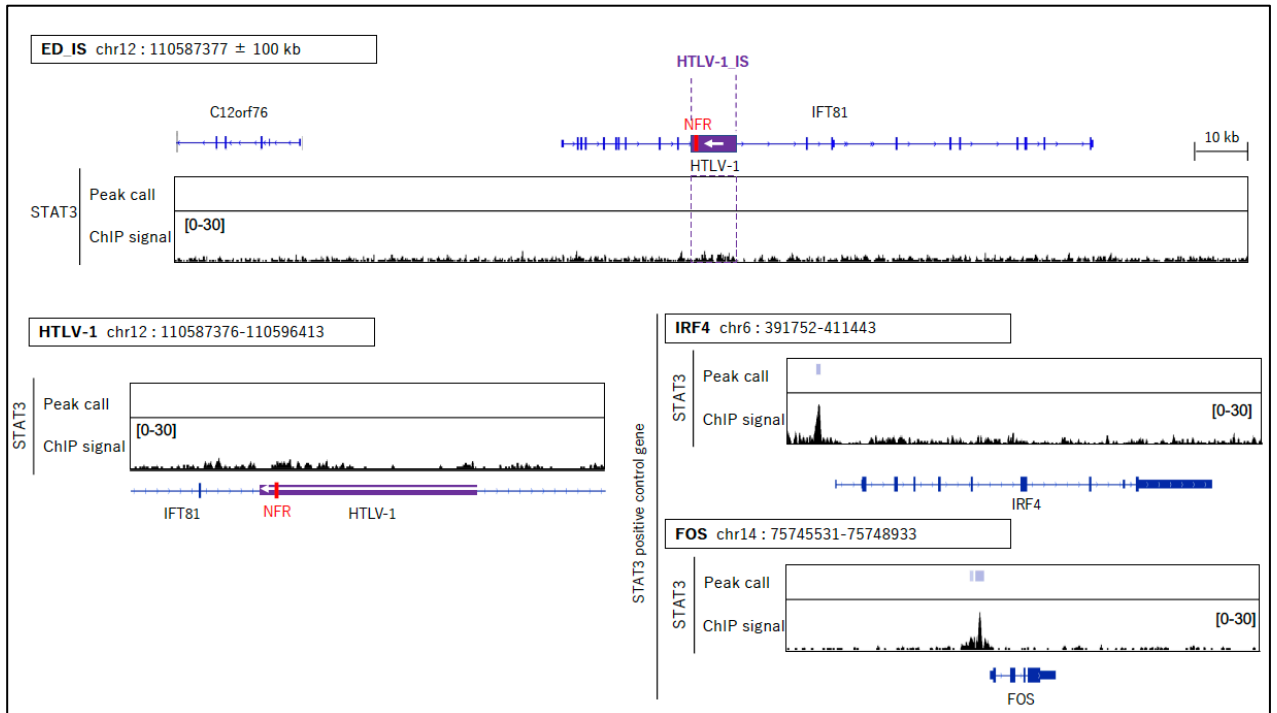 ED_IS chr12 : 110587377 ± 100 kb
HTLV-1_IS
C12orf76
IFT81
NFR
10 kb
HTLV-1
STAT3
Peak call
[0-30]
ChIP signal
HTLV-1 chr12 : 110587376-110596413
STAT3
Peak call
[0-30]
ChIP signal
IFT81
NFR
HTLV-1
STAT3 positive control gene
IRF4 chr6 : 391752-411443
STAT3
Peak call
[0-30]
ChIP signal
IRF4
FOS chr14 : 75745531-75748933
STAT3
Peak call
[0-30]
ChIP signal
FOS